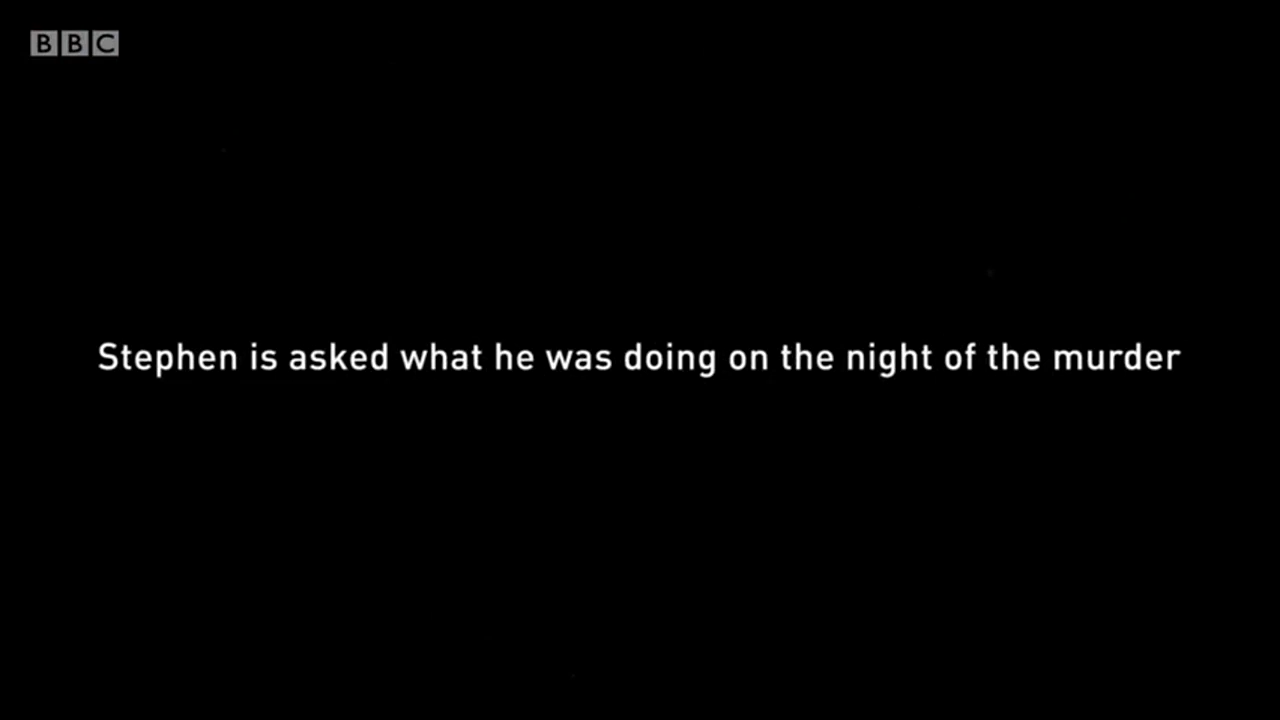 BBC
Stephen is asked what he was doing on the night of the murder